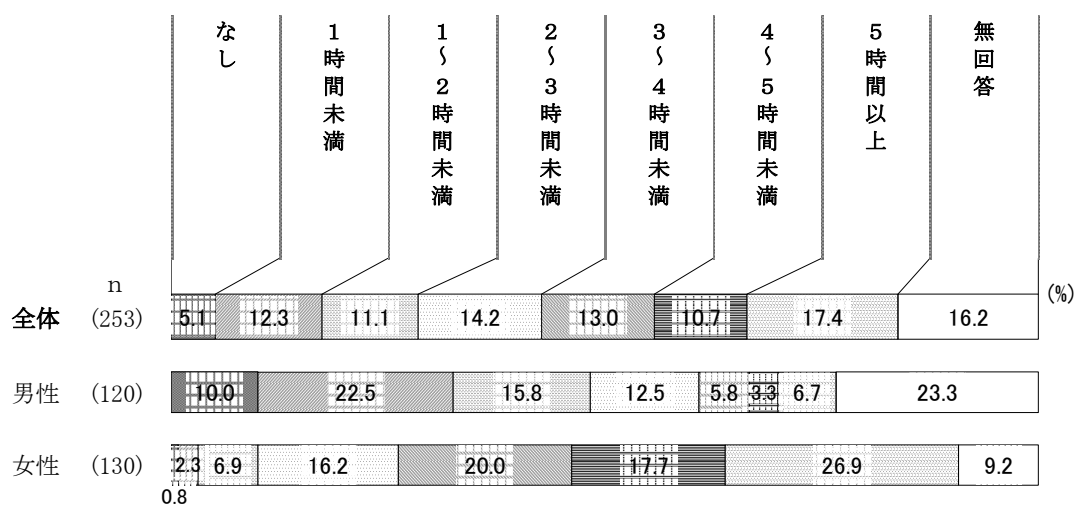 なし
1時間未満
1～2時間未満
2～3時間未満
3～4時間未満
4～5時間未満
5時間以上
無回答
n
(%)
全体 (253) 5.1 12.3 11.1 14.2 13.0 10.7 17.4 16.2
男性 (120) 10.0 22.5 15.8 12.5 5.8 3.3 6.7 23.3
女性 (130) 2.3 6.9 16.2 20.0 17.7 26.9 9.2
0.8